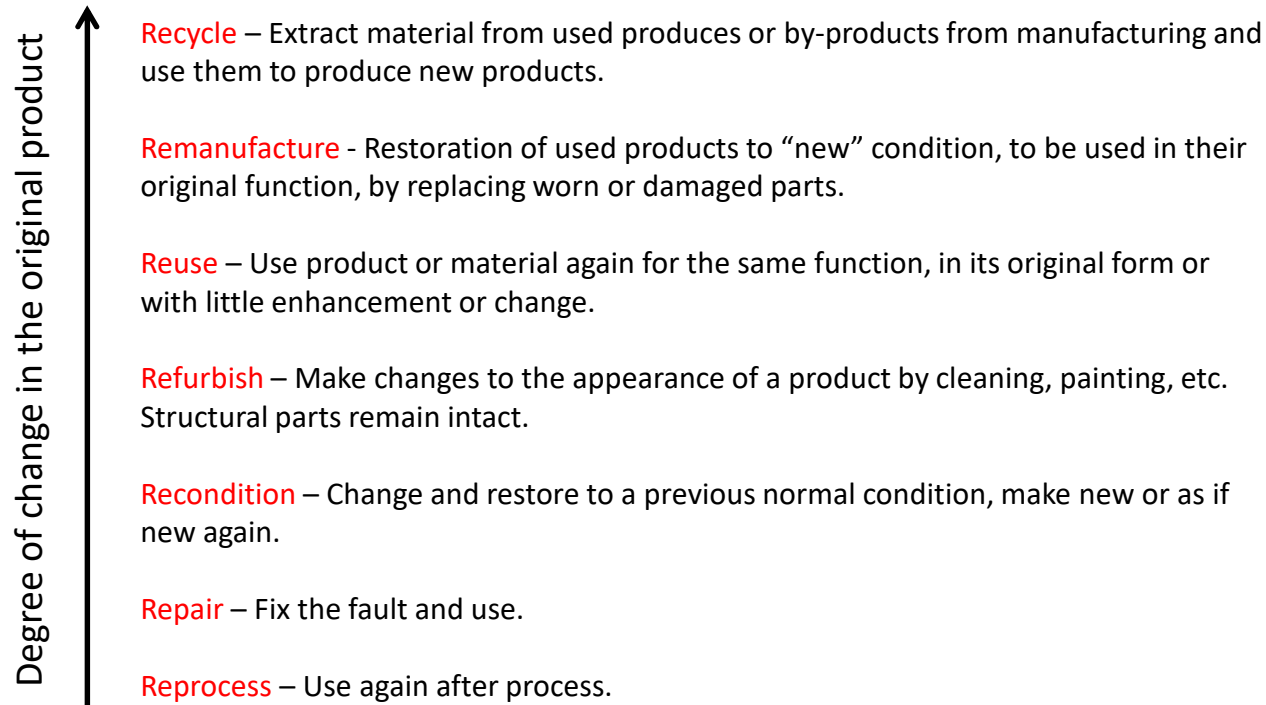 Degree of change in the original product
Recycle – Extract material from used produces or by-products from manufacturing and
use them to produce new products.
Remanufacture - Restoration of used products to “new” condition, to be used in their
original function, by replacing worn or damaged parts.
Reuse – Use product or material again for the same function, in its original form or
with little enhancement or change.
Refurbish – Make changes to the appearance of a product by cleaning, painting, etc.
Structural parts remain intact.
Recondition – Change and restore to a previous normal condition, make new or as if
new again.
Repair – Fix the fault and use.
Reprocess – Use again after process.